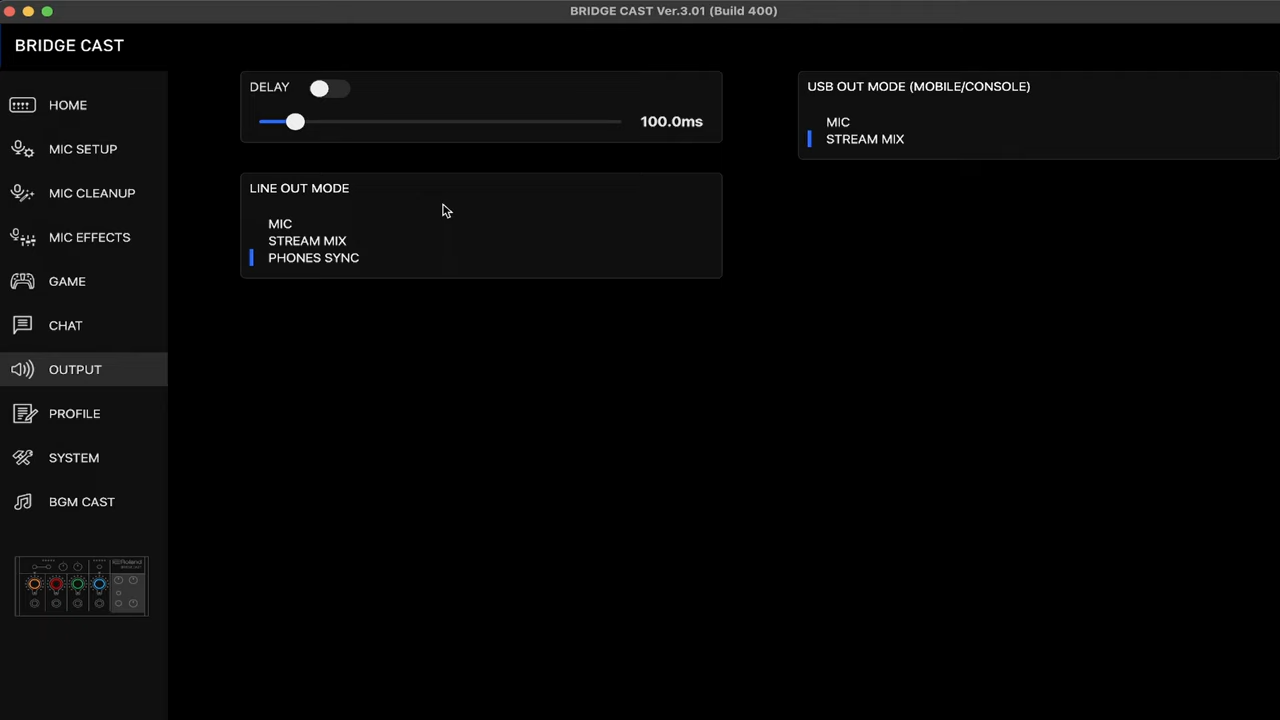 BRIDGE CAST Ver.3.01 (Build 400)
BRIDGE CAST
HOME
MIC SETUP
MIC CLEANUP
MIC EFFECTS
GAME
CHAT
OUTPUT
PROFILE
SYSTEM
BGM CAST
Roland
DELAY
100.0ms
LINE OUT MODE
MIC
STREAM MIX
PHONES SYNC
USB OUT MODE (MOBILE/CONSOLE)
MIC
STREAM MIX